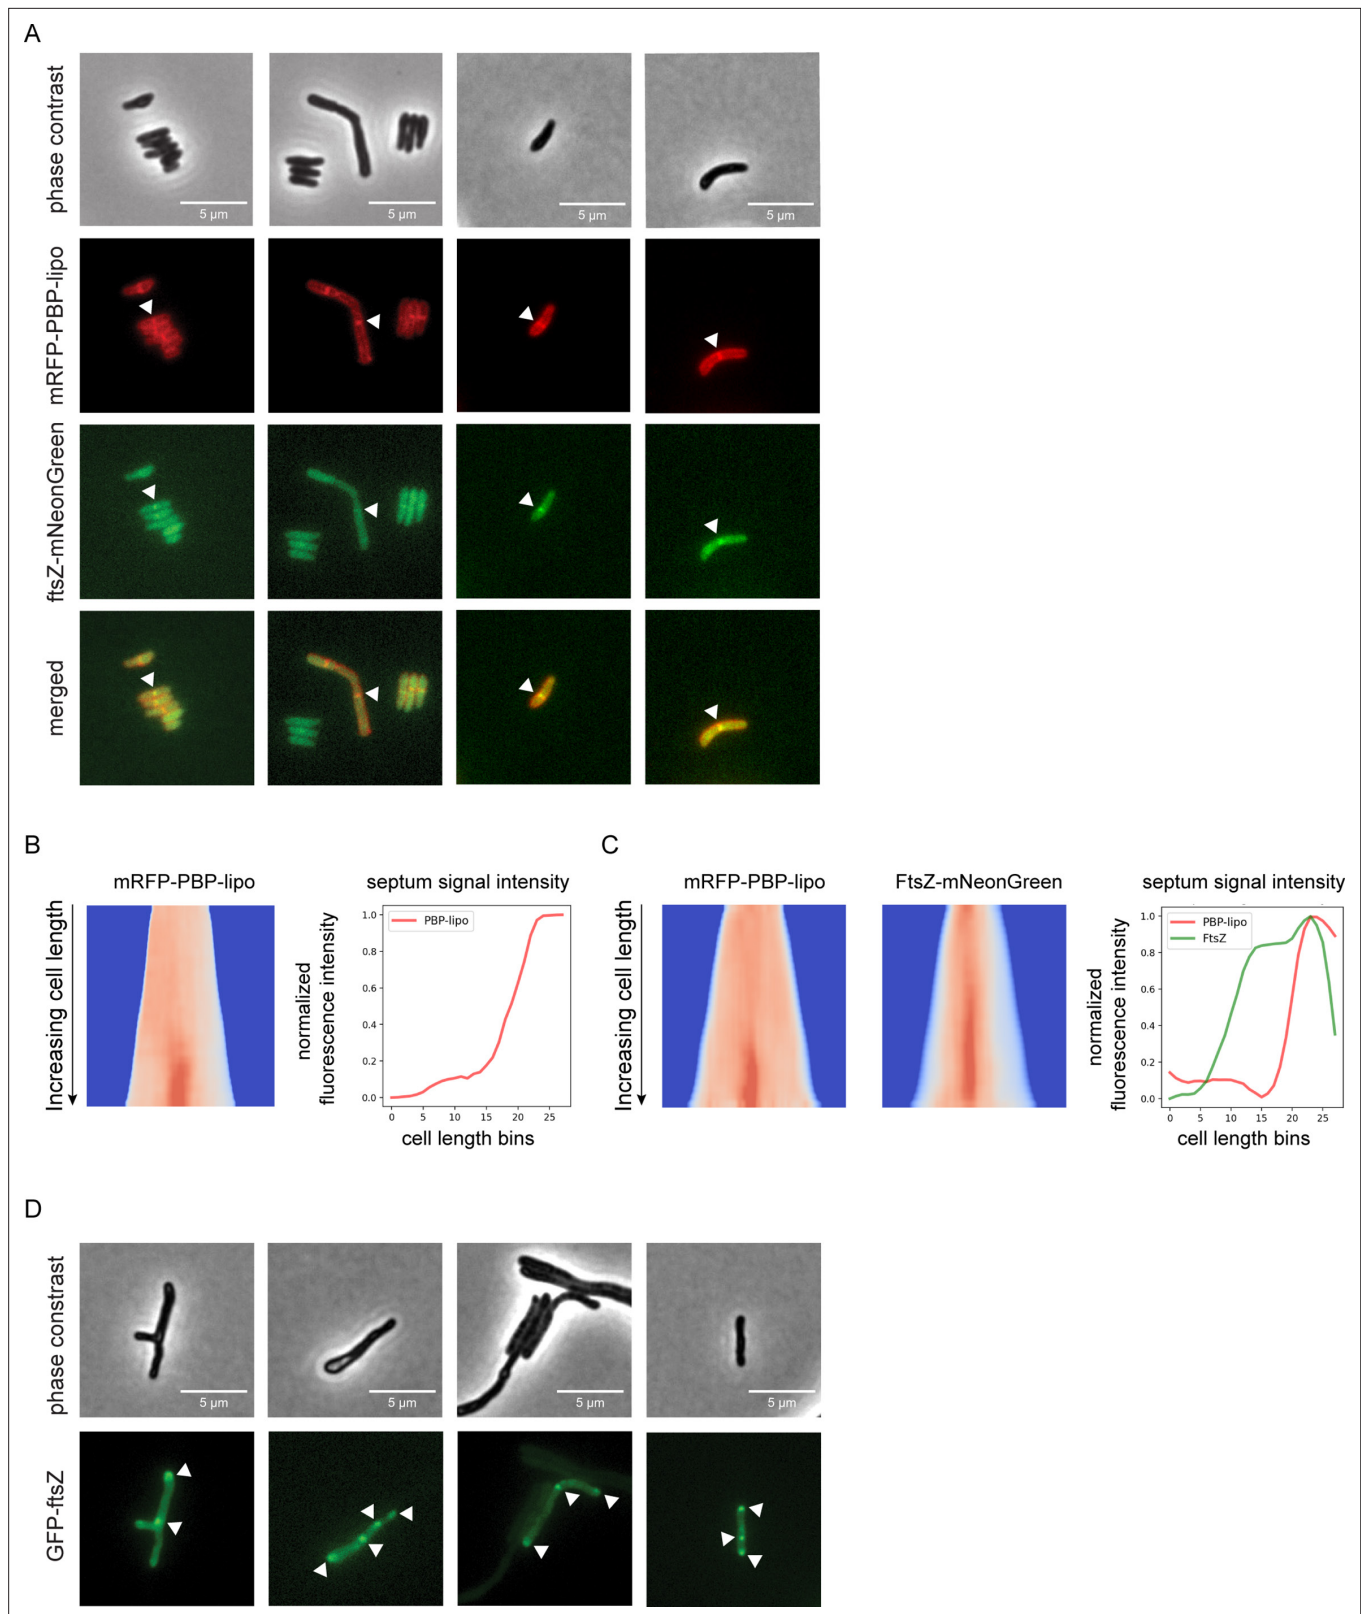 A
phase contrast
5 µm
5 µm
5 µm
5 µm
mRFP-PBP-lipo
ftsZ-mNeonGreen
merged
B
mRFP-PBP-lipo
Increasing cell length
septum signal intensity
normalized
fluorescence intensity
1.0
0.8
0.6
0.4
0.2
0.0
PBP-lipo
0 5 10 15 20 25
cell length bins
C
mRFP-PBP-lipo
FtsZ-mNeonGreen
Increasing cell length
septum signal intensity
normalized
fluorescence intensity
1.0
0.8
0.6
0.4
0.2
0.0
PBP-lipo
FtsZ
0 5 10 15 20 25
cell length bins
D
phase constrast
5 µm
5 µm
5 µm
5 µm
GFP-ftsZ